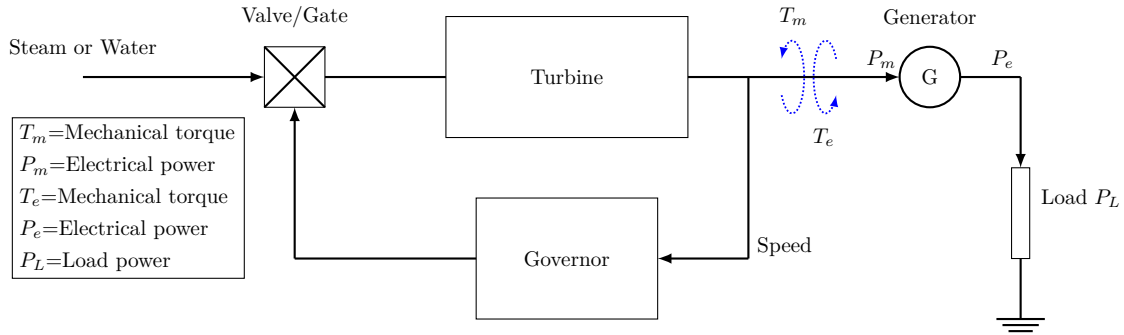 Valve/Gate
Steam or Water
Turbine
T_m
T_e
Generator
P_m
G
P_e
Load P_L
Speed
Governor
T_m=Mechanical torque
P_m=Electrical power
T_e=Mechanical torque
P_e=Electrical power
P_L=Load power